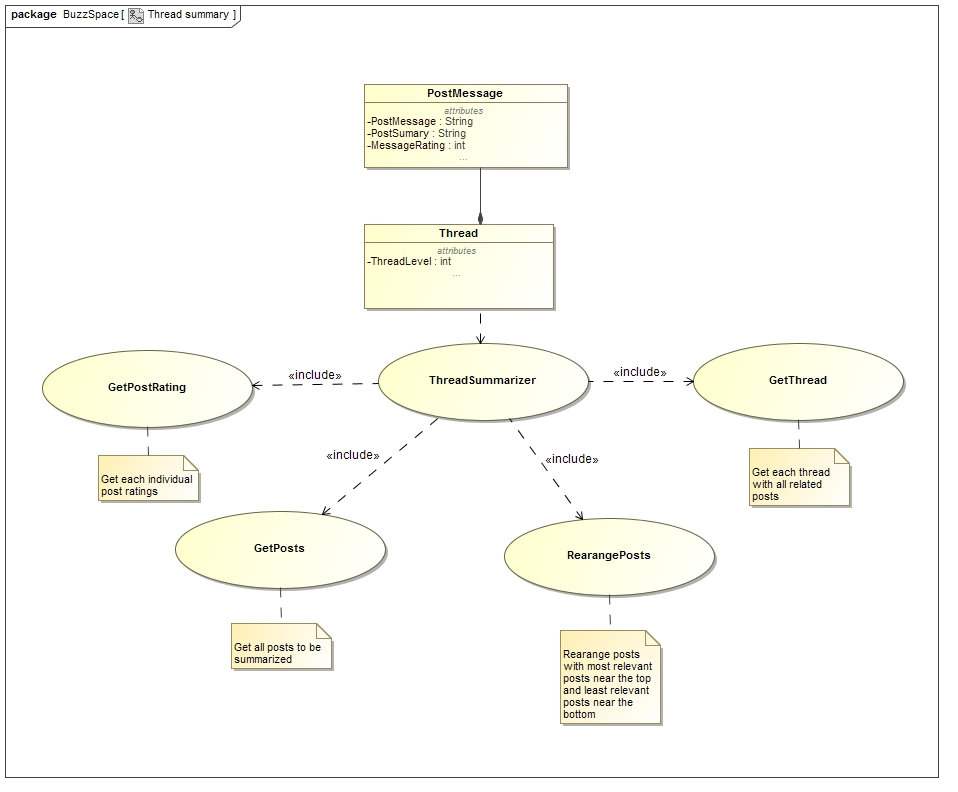 package BuzzSpace [ Thread summary ]
PostMessage
attributes
-PostMessage : String
-PostSumary : String
-MessageRating : int
...
Thread
attributes
-ThreadLevel : int
...
GetPostRating
«include»
ThreadSummarizer
«include»
GetThread
«include»
«include»
Get each individual
post ratings
Get each thread
with all related
posts
GetPosts
RearangePosts
Get all posts to be
summarized
Rearange posts
with most relevant
posts near the top
and least relevant
posts near the
bottom